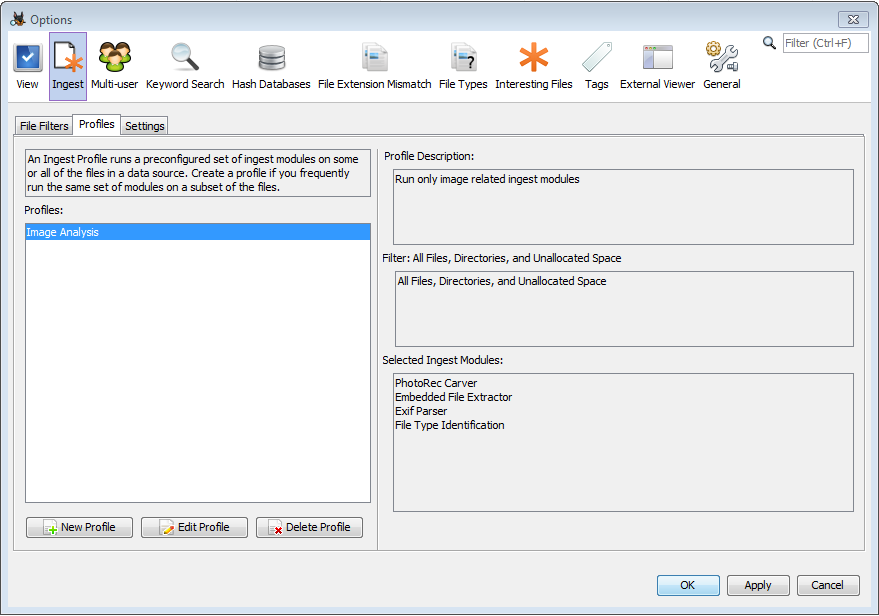 Options
Filter (Ctrl+F)
View Ingest Multi-user Keyword Search Hash Databases File Extension Mismatch File Types Interesting Files Tags External Viewer General
File Filters Profiles Settings
An Ingest Profile runs a preconfigured set of ingest modules on some
or all of the files in a data source. Create a profile if you frequently
run the same set of modules on a subset of the files.
Profiles:
Image Analysis
New Profile Edit Profile Delete Profile
Profile Description:
Run only image related ingest modules
Filter: All Files, Directories, and Unallocated Space
All Files, Directories, and Unallocated Space
Selected Ingest Modules:
PhotoRec Carver
Embedded File Extractor
Exif Parser
File Type Identification
OK Apply Cancel